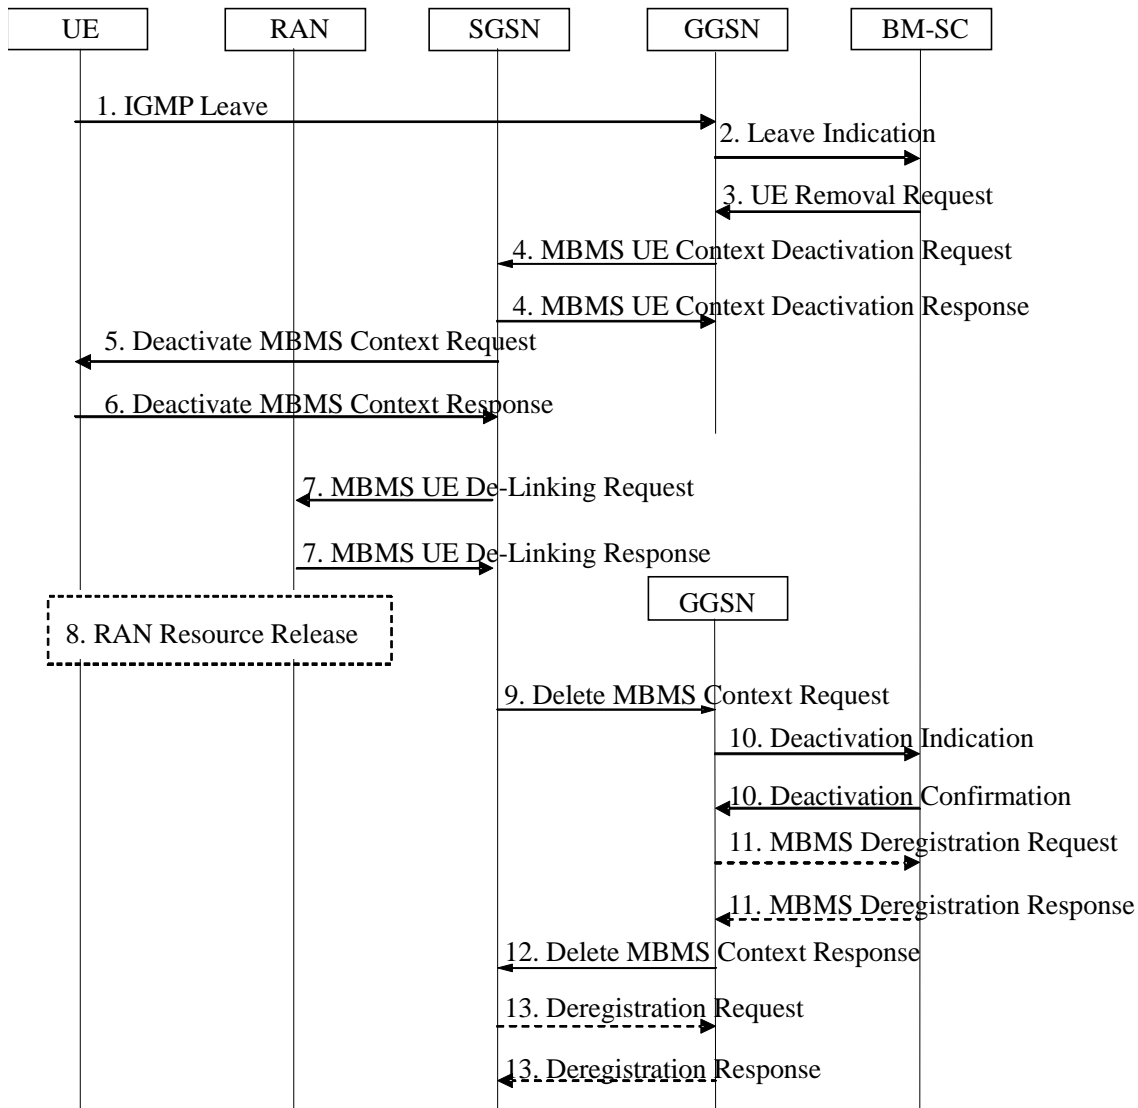 UE
RAN
SGSN
GGSN
BM-SC
1. IGMP Leave
2. Leave Indication
3. UE Removal Request
4. MBMS UE Context Deactivation Request
4. MBMS UE Context Deactivation Response
5. Deactivate MBMS Context Request
6. Deactivate MBMS Context Response
7. MBMS UE De-Linking Request
7. MBMS UE De-Linking Response
GGSN
8. RAN Resource Release
9. Delete MBMS Context Request
10. Deactivation Indication
10. Deactivation Confirmation
11. MBMS Deregistration Request
11. MBMS Deregistration Response
12. Delete MBMS Context Response
13. Deregistration Request
13. Deregistration Response